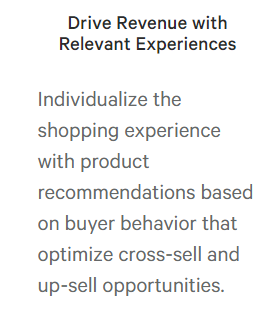 Drive Revenue with
Relevant Experiences
Individualize the
shopping experience
with product
recommendations based
on buyer behavior that
optimize cross-sell and
up-sell opportunities.